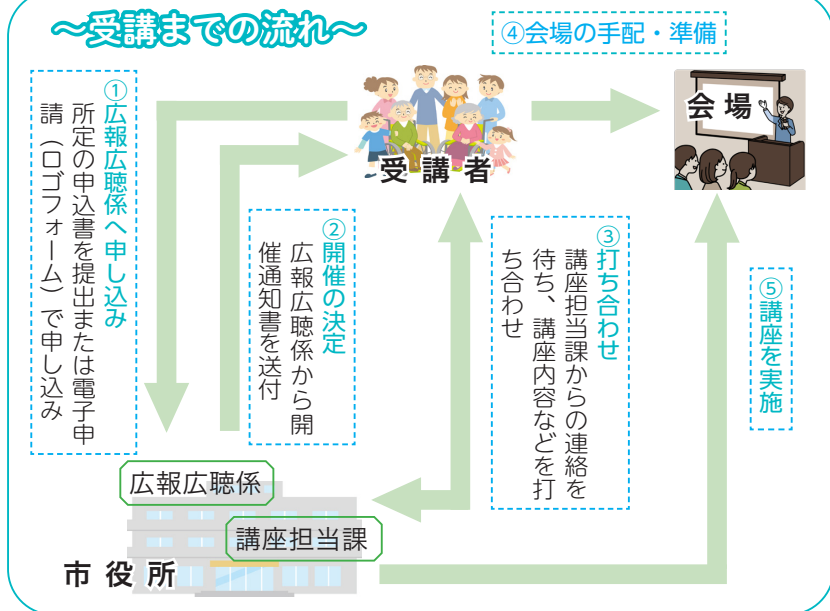 ～受講までの流れ～
④会場の手配・準備
①広報広聴係へ申し込み
所定の申込書を提出または電子申
請（ロゴフォーム）で申し込み
受講者
会場
②開催の決定
広報広聴係から開
催通知書を送付
③打ち合わせ
講座担当課からの連絡を
待ち、講座内容などを打
ち合わせ
⑤講座を実施
広報広聴係
講座担当課
市役所